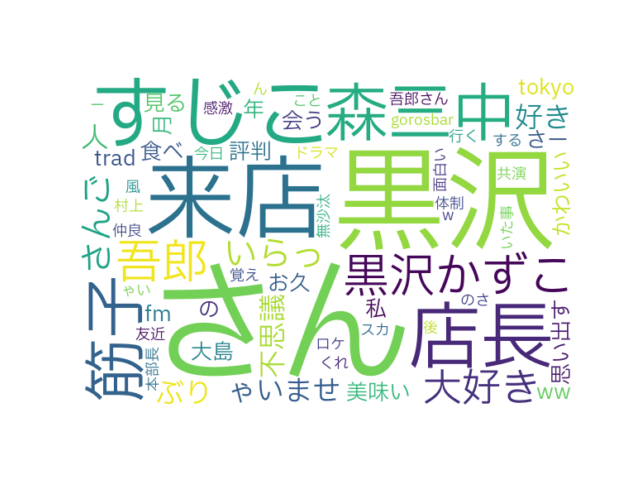 すじこ
森三中
tokyo
見る
感激
ん
こと
吾郎さん
好き
一
人
月
年
会う
gorosbar
行く
する
さー
trad
食べ
今日
評判
ドラマ
面白い
かわいい
さんご
風
村上
仲良
来店
無沙汰
黒沢
体制
w
共演
いた事
吾郎
いらっ
黒沢かずこ
筋子
ゃい
覚え
お久
さん
私
のさ
思い出す
fm
の
不思議
店長
友近
大島
ロケ
スカ
後
本部長
ぶり
ゃいませ
くれ
美味い
大好き
ww